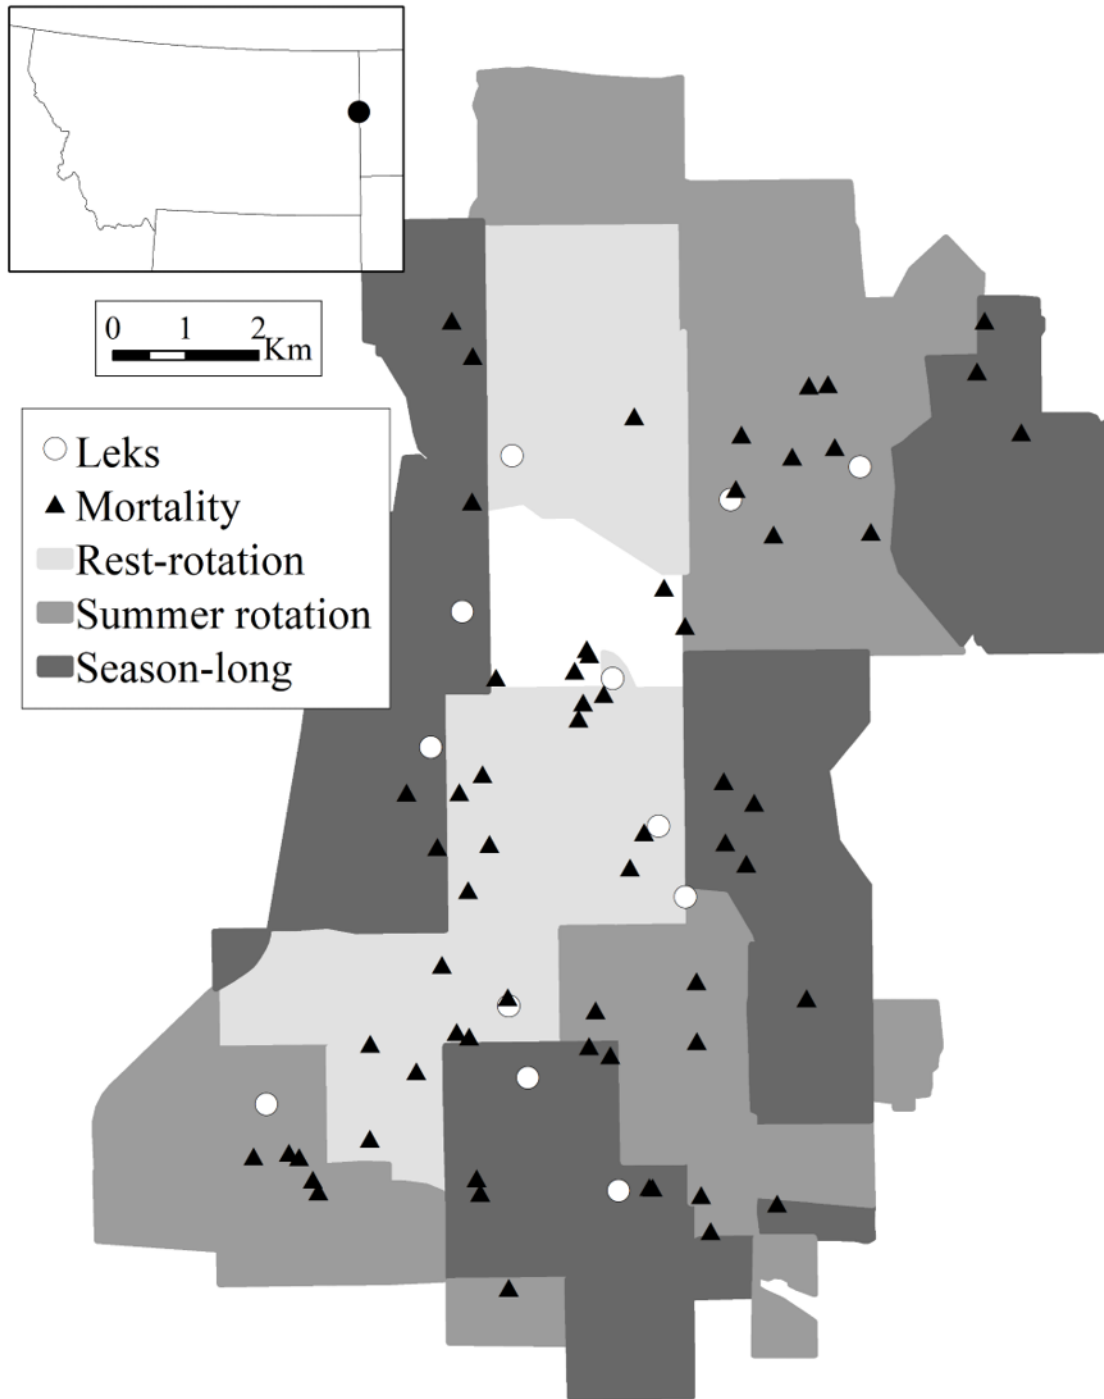 0 1 2
Km
Leks
Mortality
Rest-rotation
Summer rotation
Season-long